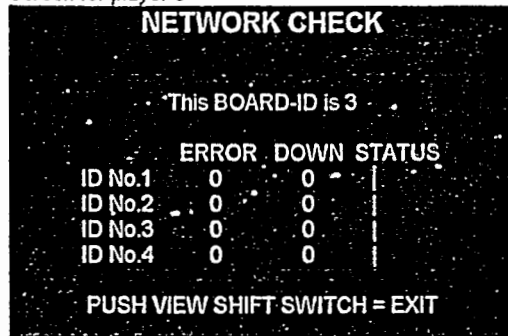 NETWORK CHECK
This BOARD-ID is 3
ERROR DOWN STATUS
ID No.1 0 0 |
ID No.2 0 0 |
ID No.3 0 0 |
ID No.4 0 0 |
PUSH VIEW SHIFT SWITCH = EXIT